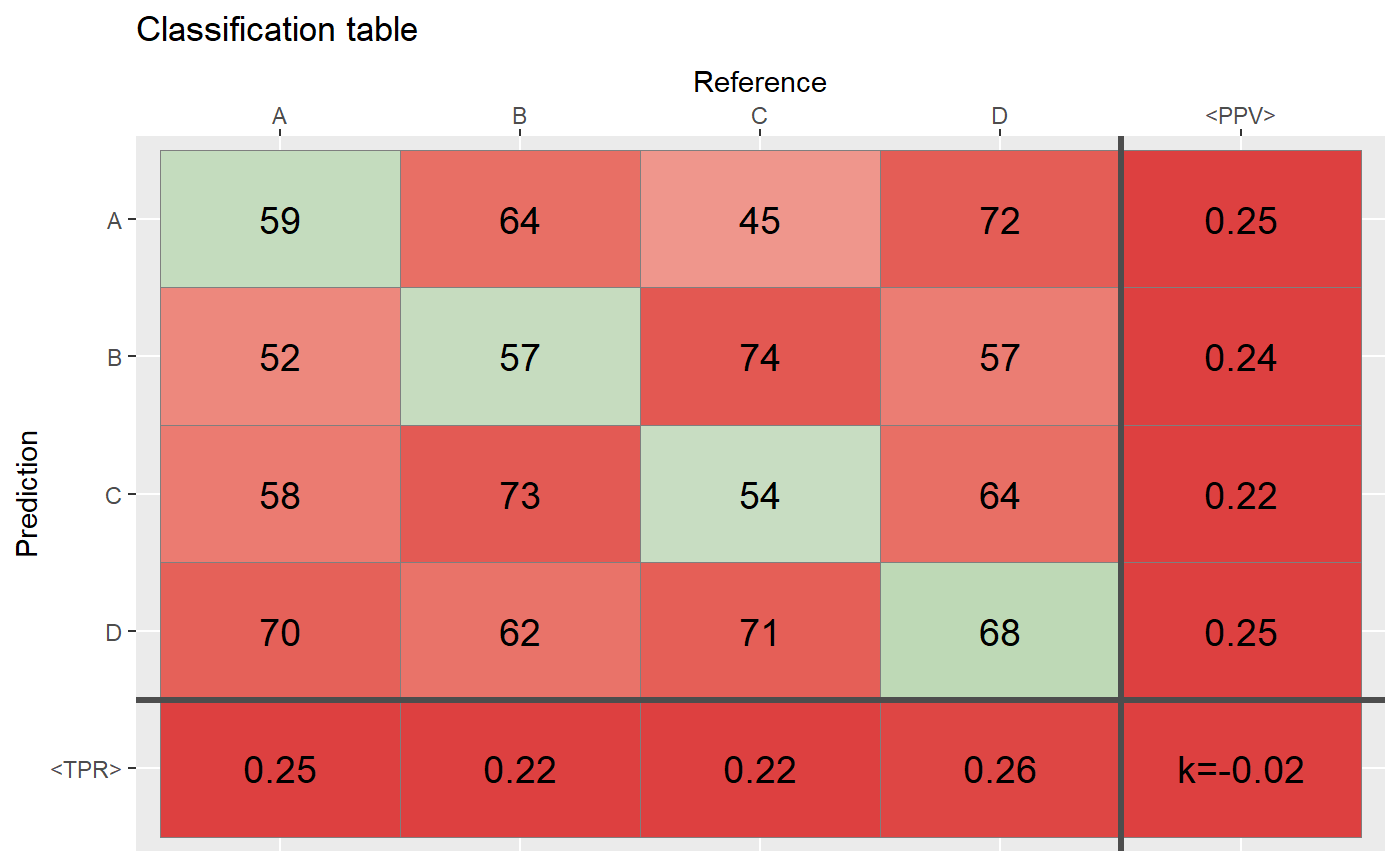 Classification table
Reference
A B C D <PPV>
A 59 64 45 72 0.25
B 52 57 74 57 0.24
Prediction
C 58 73 54 64 0.22
D 70 62 71 68 0.25
<TPR> 0.25 0.22 0.22 0.26 k=-0.02